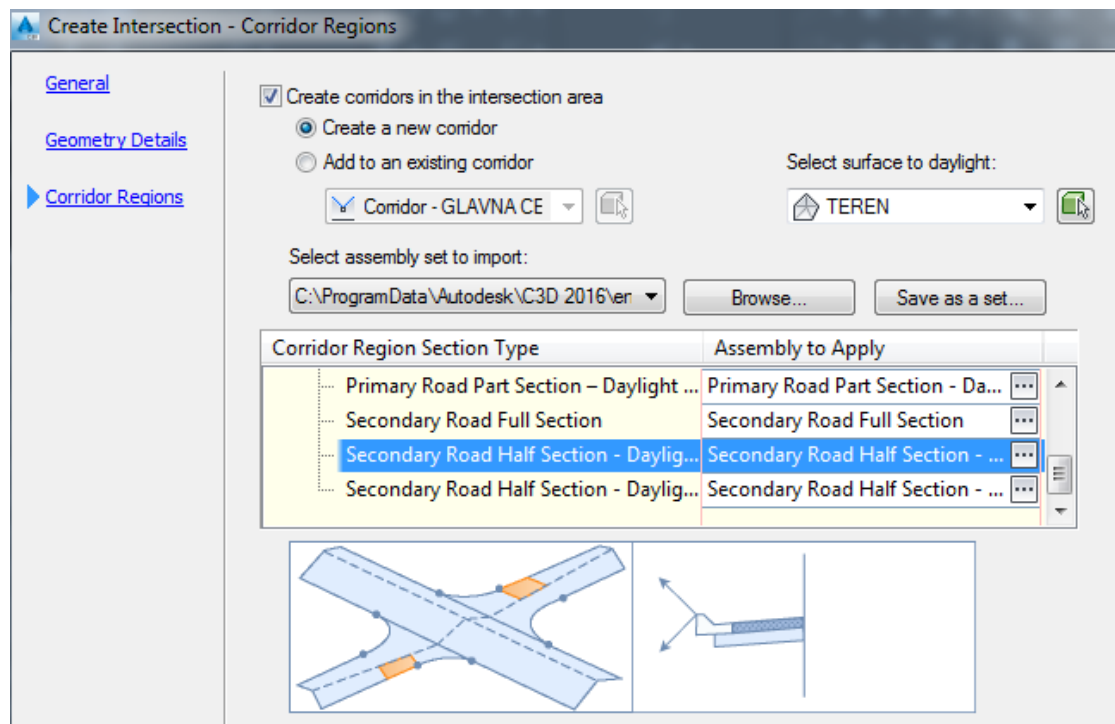 Create Intersection - Corridor Regions
General
Geometry Details
Corridor Regions
Create corridors in the intersection area
Create a new corridor
Add to an existing corridor
Select surface to daylight:
Corridor - GLAVNA CE
TEREN
Select assembly set to import:
C:\ProgramData\Autodesk\C3D 2016\en
Browse...
Save as a set...
Corridor Region Section Type Assembly to Apply
Primary Road Part Section – Daylight ... Primary Road Part Section - Da...
Secondary Road Full Section Secondary Road Full Section
Secondary Road Half Section - Daylig... Secondary Road Half Section - ...
Secondary Road Half Section - Daylig... Secondary Road Half Section - ...